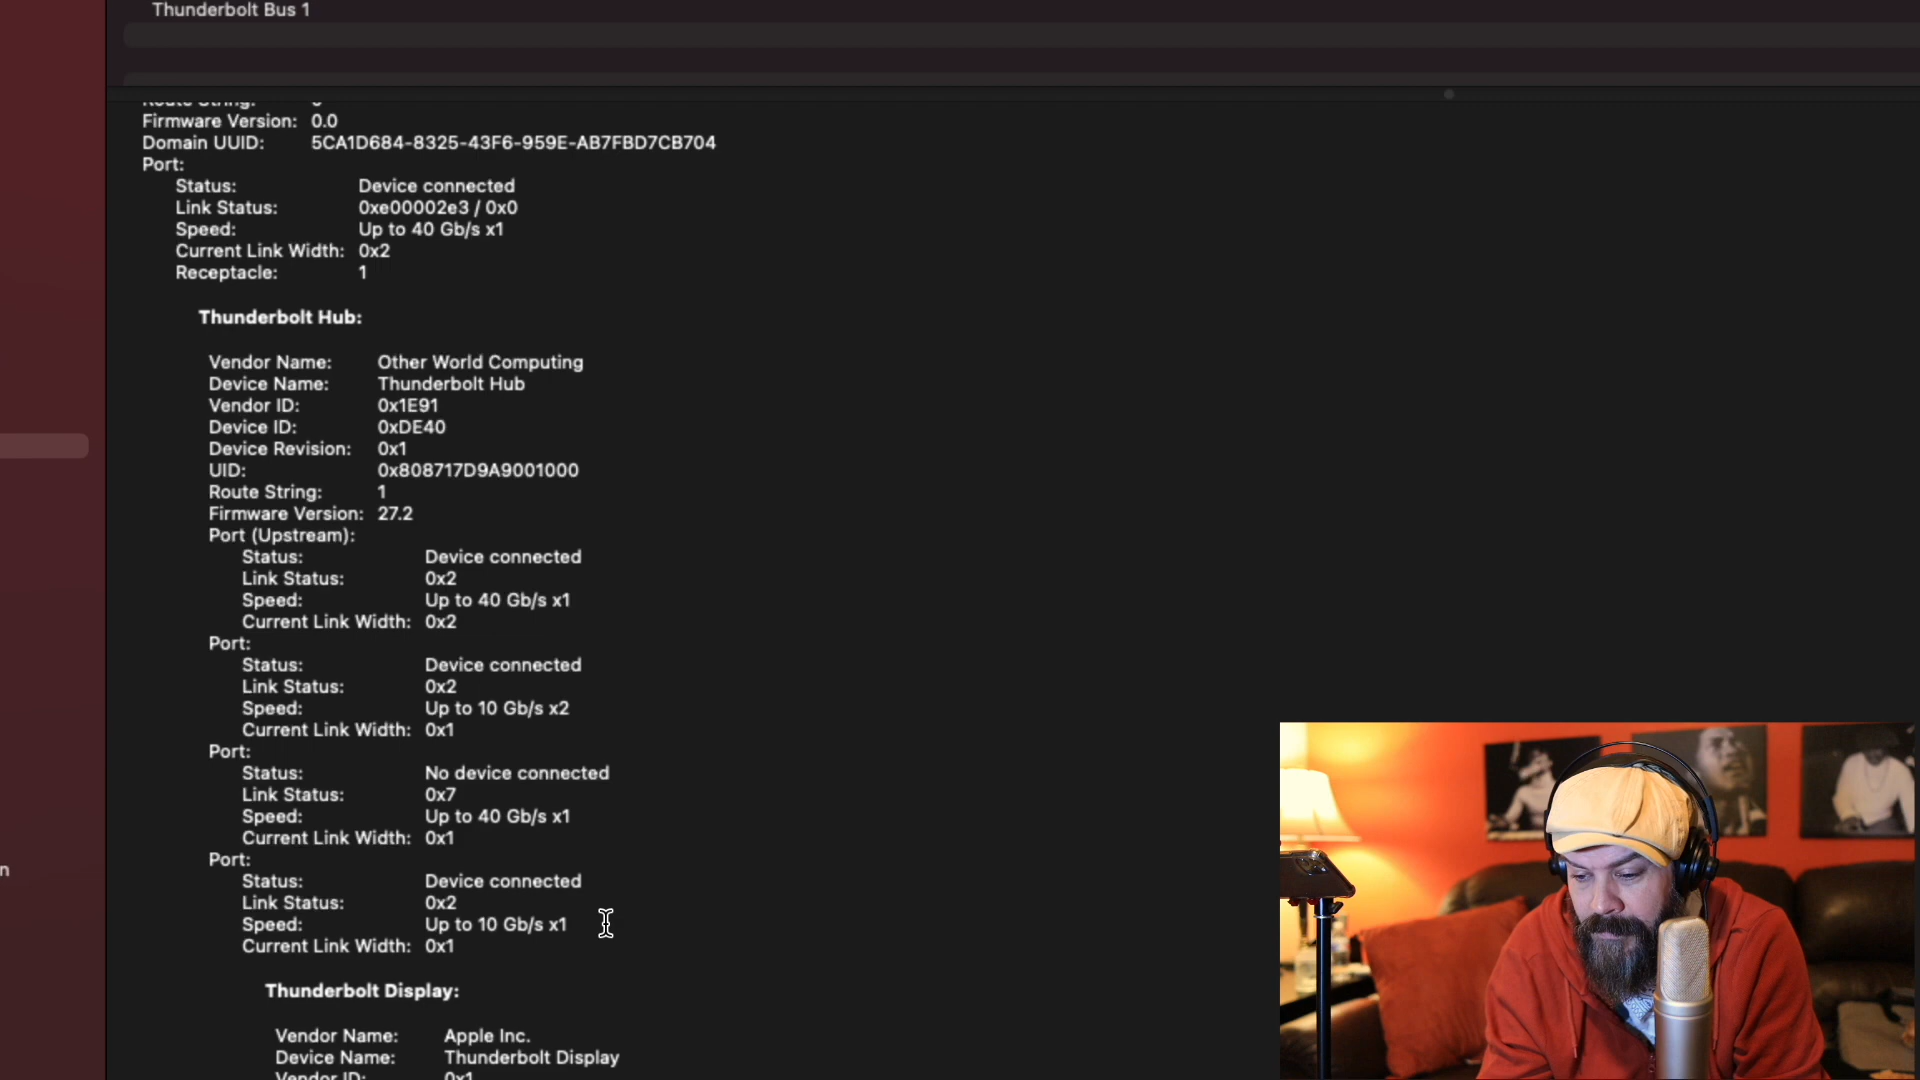 Thunderbolt Bus 1
Route String: 0
Firmware Version: 0.0
Domain UUID: 5CA1D684-8325-43F6-959E-AB7FBD7CB704
Port:
Status: Device connected
Link Status: 0xe00002e3 / 0x0
Speed: Up to 40 Gb/s x1
Current Link Width: 0x2
Receptacle: 1
Thunderbolt Hub:
Vendor Name: Other World Computing
Device Name: Thunderbolt Hub
Vendor ID: 0x1E91
Device ID: 0xDE40
Device Revision: 0x1
UID: 0x808717D9A9001000
Route String: 1
Firmware Version: 27.2
Port (Upstream):
Status: Device connected
Link Status: 0x2
Speed: Up to 40 Gb/s x1
Current Link Width: 0x2
Port:
Status: Device connected
Link Status: 0x2
Speed: Up to 10 Gb/s x2
Current Link Width: 0x1
Port:
Status: No device connected
Link Status: 0x7
Speed: Up to 40 Gb/s x1
Current Link Width: 0x1
Port:
Status: Device connected
Link Status: 0x2
Speed: Up to 10 Gb/s x1
Current Link Width: 0x1
n
Thunderbolt Display:
Vendor Name: Apple Inc.
Device Name: Thunderbolt Display
Vendor ID: 0x1